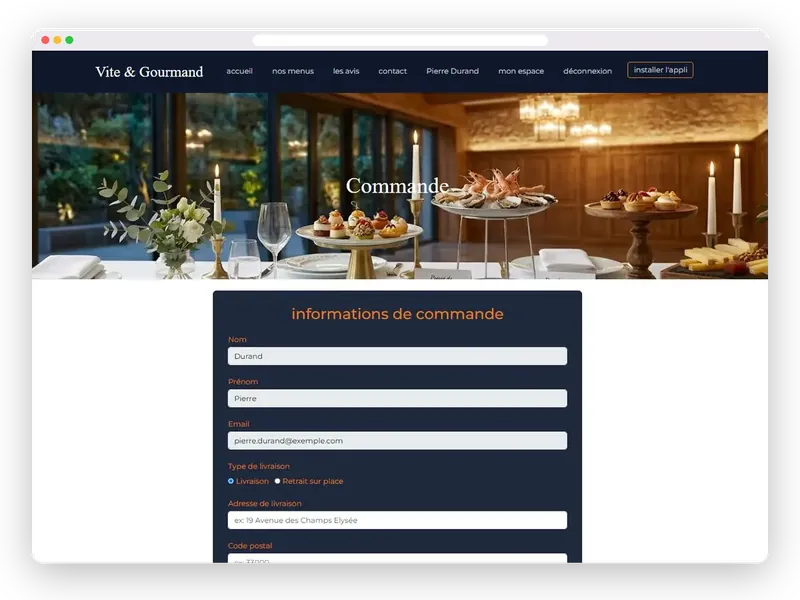 Vite & Gourmand accueil nos menus les avis contact Pierre Durand mon espace déconnexion installer l'appli
Commande
informations de commande
Nom
Durand
Prénom
Pierre
Email
pierre.durand@exemple.com
Type de livraison
Livraison Retrait sur place
Adresse de livraison
ex: 19 Avenue des Champs Elysée
Code postal